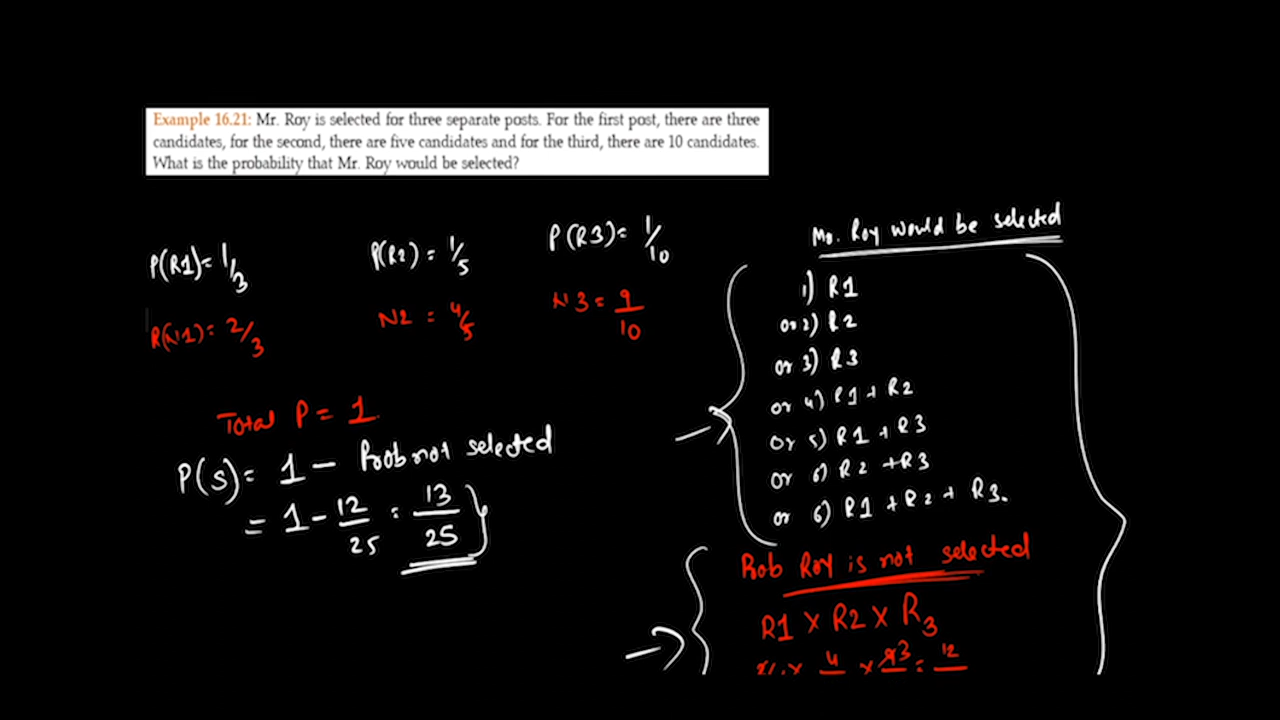 Example 16.21: Mr. Roy is selected for three separate posts. For the first post, there are three
candidates, for the second, there are five candidates and for the third, there are 10 candidates.
What is the probability that Mr. Roy would be selected?
P(R1)= 1/3
P(R2) = 1/5
P(R3)= 1/10
P(N1)= 2/3
N2 = 4/5
N3 = 9/10
Total P = 1
P(s)= 1 - Prob not selected
= 1 - 12/25 = 13/25
Mr. Roy would be selected
1) R1
or 2) R2
or 3) R3
or 4) R1 + R2
or 5) R1 + R3
or 6) R2 + R3
or 6) R1 + R2 + R3.
Prob Roy is not selected
R1 X R2 X R3